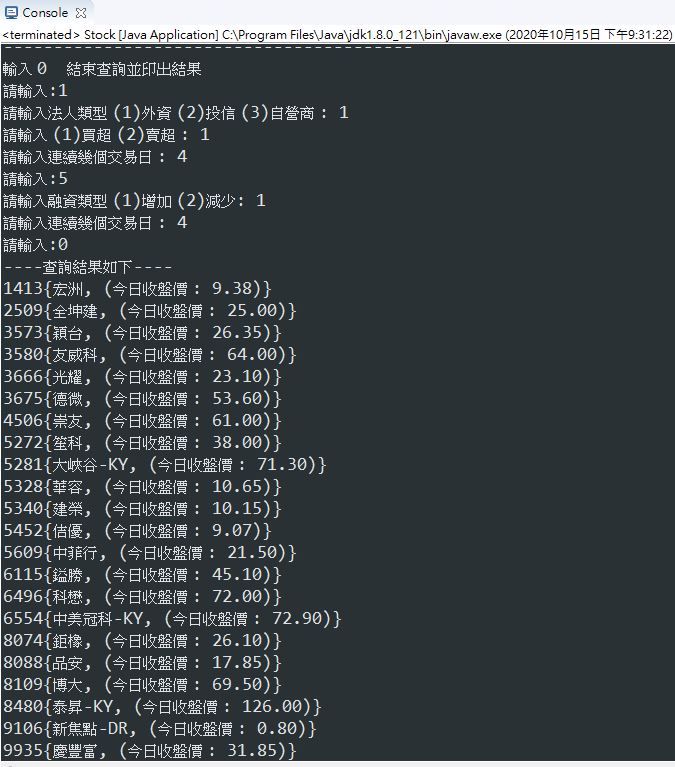 Console
<terminated> Stock [Java Application] C:\Program Files\Java\jdk1.8.0_121\bin\javaw.exe (2020年10月15日 下午9:31:22)
----------------------------------------
輸入 0  結束查詢並印出結果
請輸入:1
請輸入法人類型 (1)外資 (2)投信 (3)自營商 : 1
請輸入 (1)買超 (2)賣超 : 1
請輸入連續幾個交易日 : 4
請輸入:5
請輸入融資類型 (1)增加 (2)減少: 1
請輸入連續幾個交易日 : 4
請輸入:0
----查詢結果如下----
1413{宏洲, (今日收盤價 : 9.38)}
2509{全坤建, (今日收盤價 : 25.00)}
3573{穎台, (今日收盤價 : 26.35)}
3580{友威科, (今日收盤價 : 64.00)}
3666{光耀, (今日收盤價 : 23.10)}
3675{德微, (今日收盤價 : 53.60)}
4506{崇友, (今日收盤價 : 61.00)}
5272{笙科, (今日收盤價 : 38.00)}
5281{大峽谷-KY, (今日收盤價 : 71.30)}
5328{華容, (今日收盤價 : 10.65)}
5340{建榮, (今日收盤價 : 10.15)}
5452{佶優, (今日收盤價 : 9.07)}
5609{中菲行, (今日收盤價 : 21.50)}
6115{鎰勝, (今日收盤價 : 45.10)}
6496{科懋, (今日收盤價 : 72.00)}
6554{中美冠科-KY, (今日收盤價 : 72.90)}
8074{鉅橡, (今日收盤價 : 26.10)}
8088{品安, (今日收盤價 : 17.85)}
8109{博大, (今日收盤價 : 69.50)}
8480{泰昇-KY, (今日收盤價 : 126.00)}
9106{新焦點-DR, (今日收盤價 : 0.80)}
9935{慶豐富, (今日收盤價 : 31.85)}